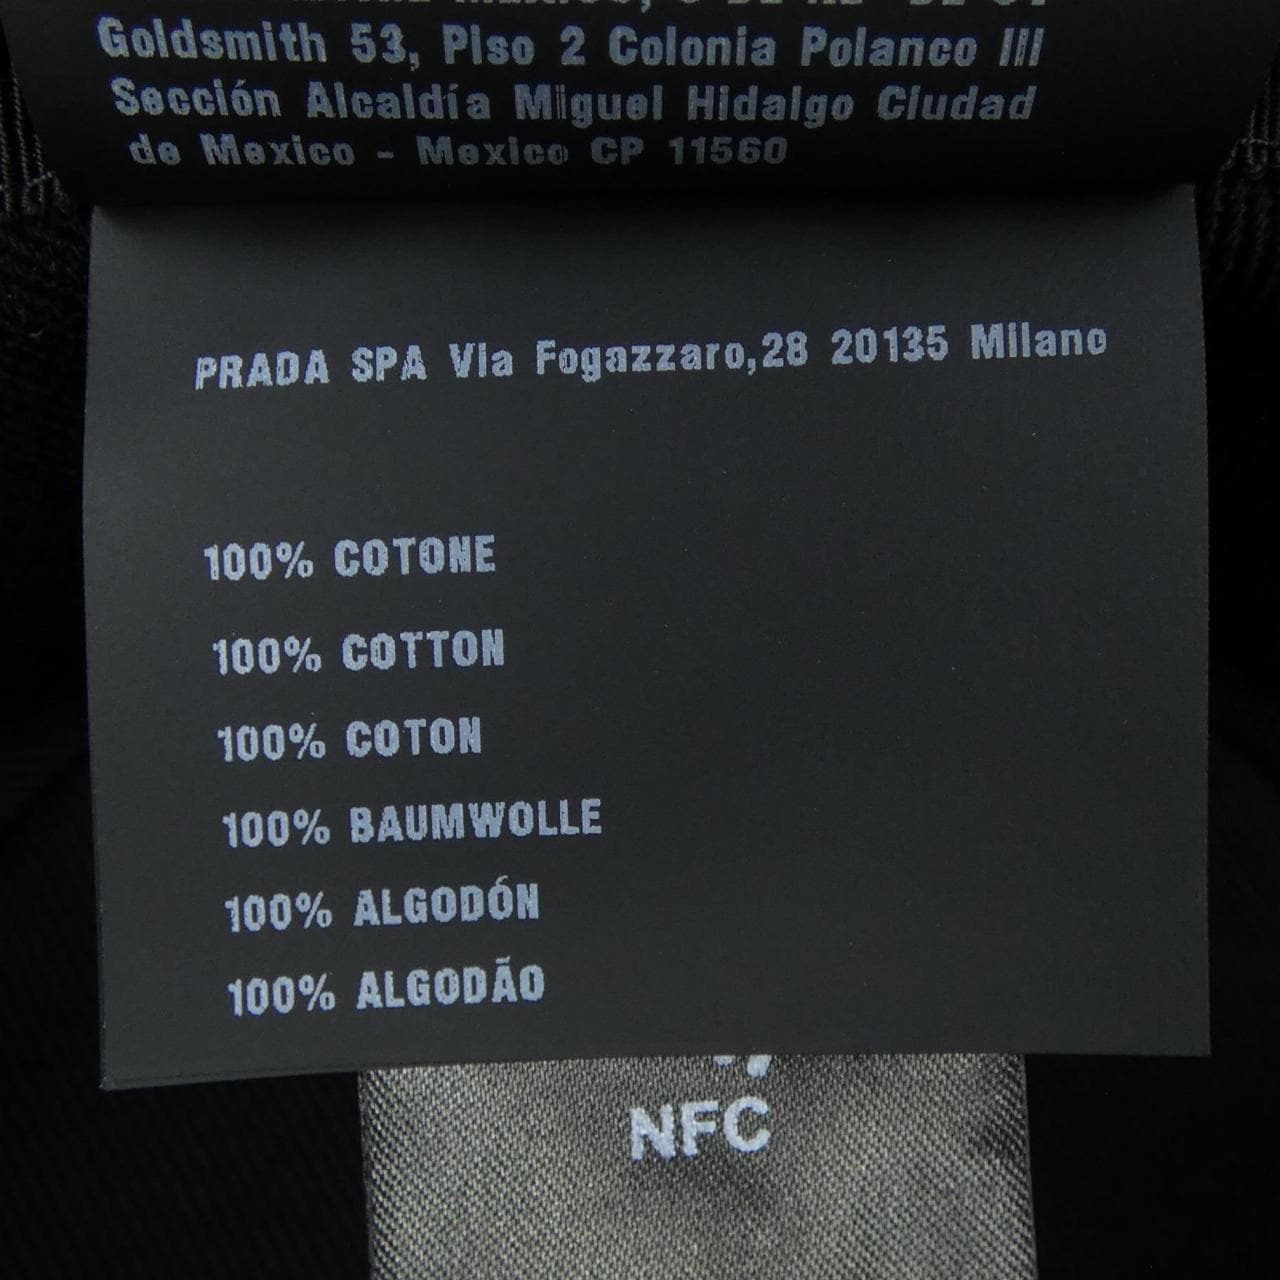 Goldsmith 53, Piso 2 Colonia Polanco III
Sección Alcaldía Miguel Hidalgo Ciudad
de Mexico - Mexico CP 11560
PRADA SPA Via Fogazzaro,28 20135 Milano
100% COTONE
100% COTTON
100% COTON
100% BAUMWOLLE
100% ALGODÓN
100% ALGODÃO
NFC